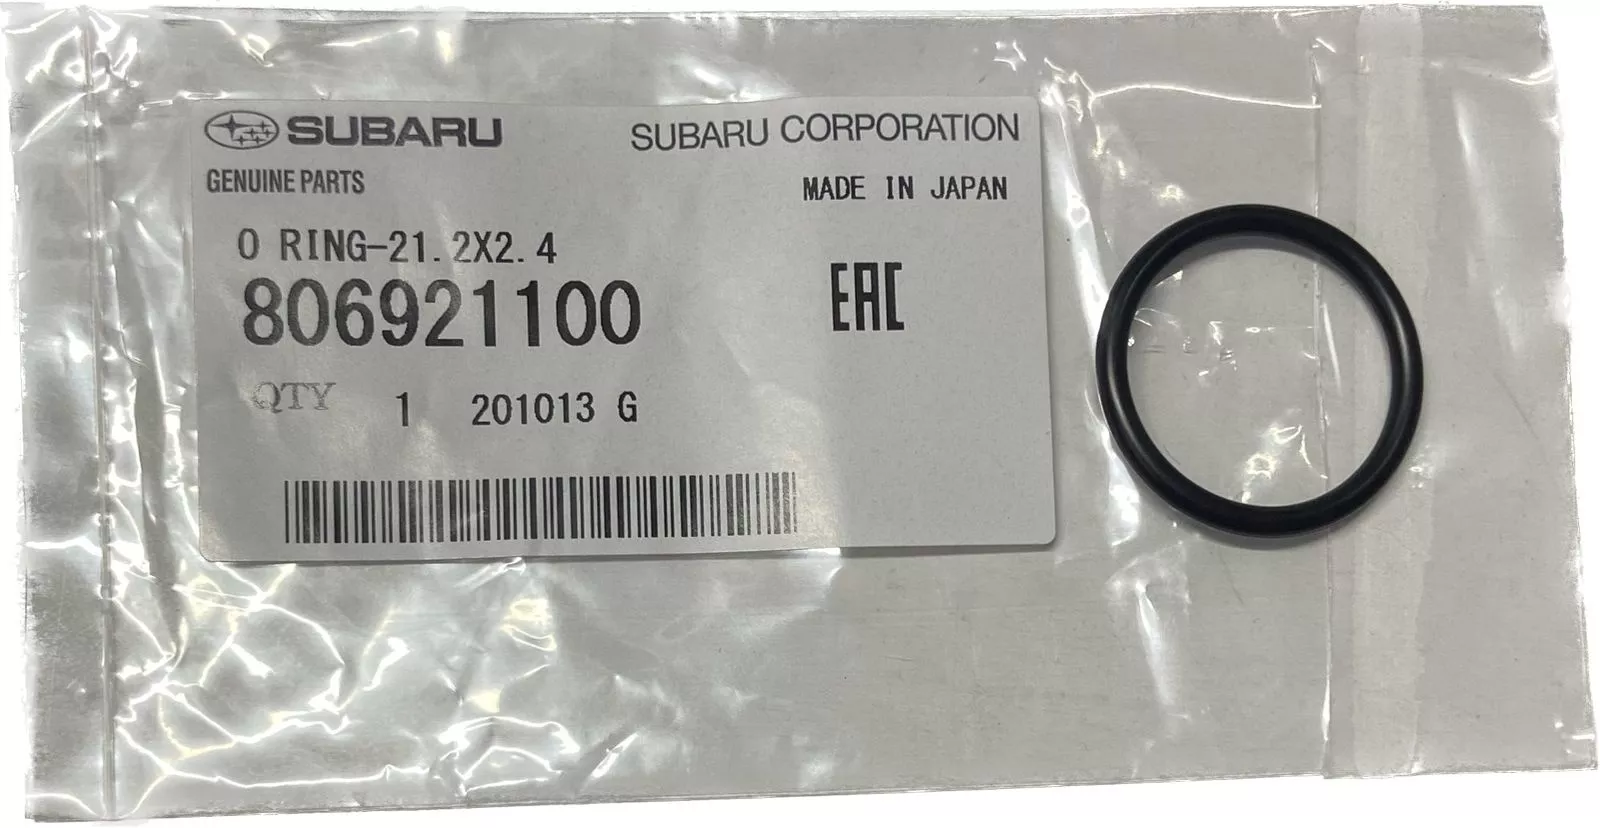 SUBARU
SUBARU CORPORATION
GENUINE PARTS
MADE IN JAPAN
O RING-21.2X2.4
806921100
EAC
QTY 1 201013 G